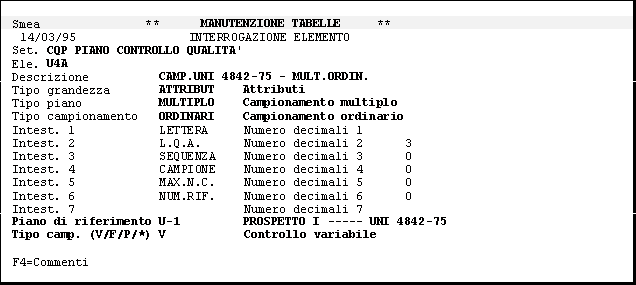 Smea ** MANUTENZIONE TABELLE **
14/03/95 INTERROGAZIONE ELEMENTO
Set. CQP PIANO CONTROLLO QUALITA'
Ele. U4A
Descrizione CAMP.UNI 4842-75 - MULT.ORDIN.
Tipo grandezza ATTRIBUT Attributi
Tipo piano MULTIPLO Campionamento multiplo
Tipo campionamento ORDINARI Campionamento ordinario
Intest. 1 LETTERA Numero decimali 1
Intest. 2 L.Q.A. Numero decimali 2 3
Intest. 3 SEQUENZA Numero decimali 3 0
Intest. 4 CAMPIONE Numero decimali 4 0
Intest. 5 MAX.N.C. Numero decimali 5 0
Intest. 6 NUM.RIF. Numero decimali 6 0
Intest. 7 Numero decimali 7
Piano di riferimento U-1 PROSPETTO I ----- UNI 4842-75
Tipo camp. (V/F/P/*) V Controllo variabile
F4=Commenti